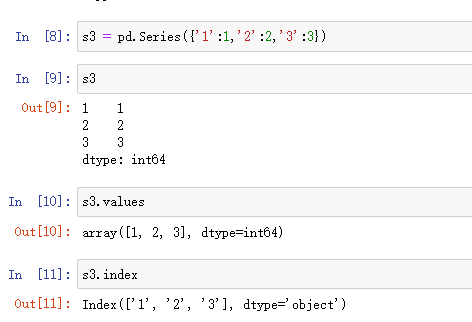 In [8]: s3 = pd.Series({'1':1,'2':2,'3':3})
In [9]: s3
Out[9]: 1 1
2 2
3 3
dtype: int64
In [10]: s3.values
Out[10]: array([1, 2, 3], dtype=int64)
In [11]: s3.index
Out[11]: Index(['1', '2', '3'], dtype='object')